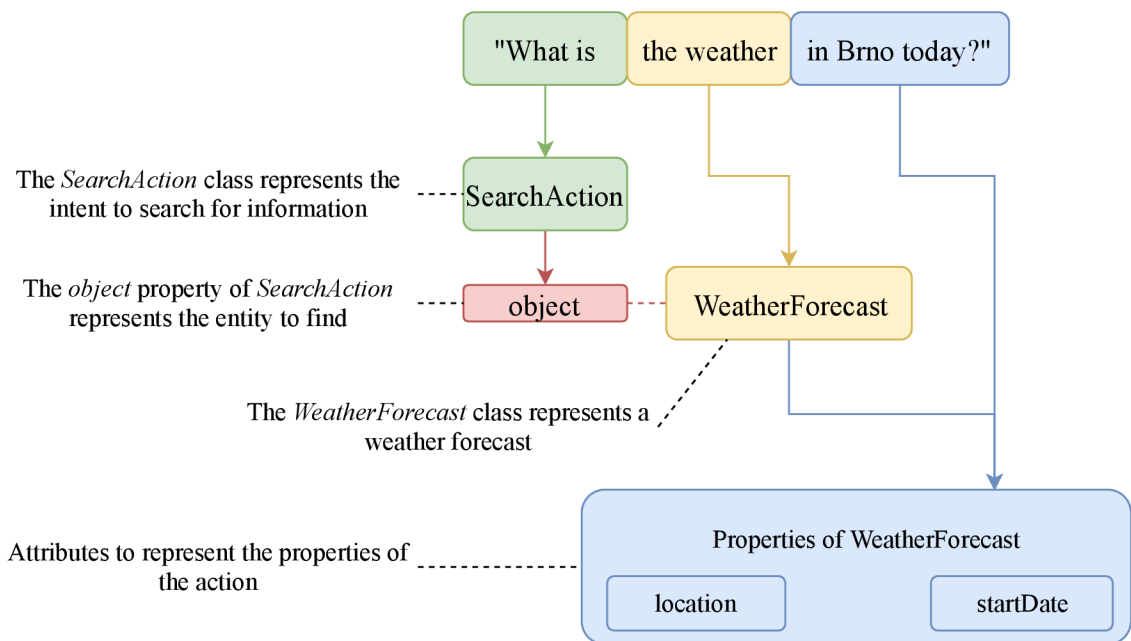 "What is the weather in Brno today?"
The SearchAction class represents the
intent to search for information
SearchAction
The object property of SearchAction
represents the entity to find
object
WeatherForecast
The WeatherForecast class represents a
weather forecast
Attributes to represent the properties of
the action
Properties of WeatherForecast
location
startDate